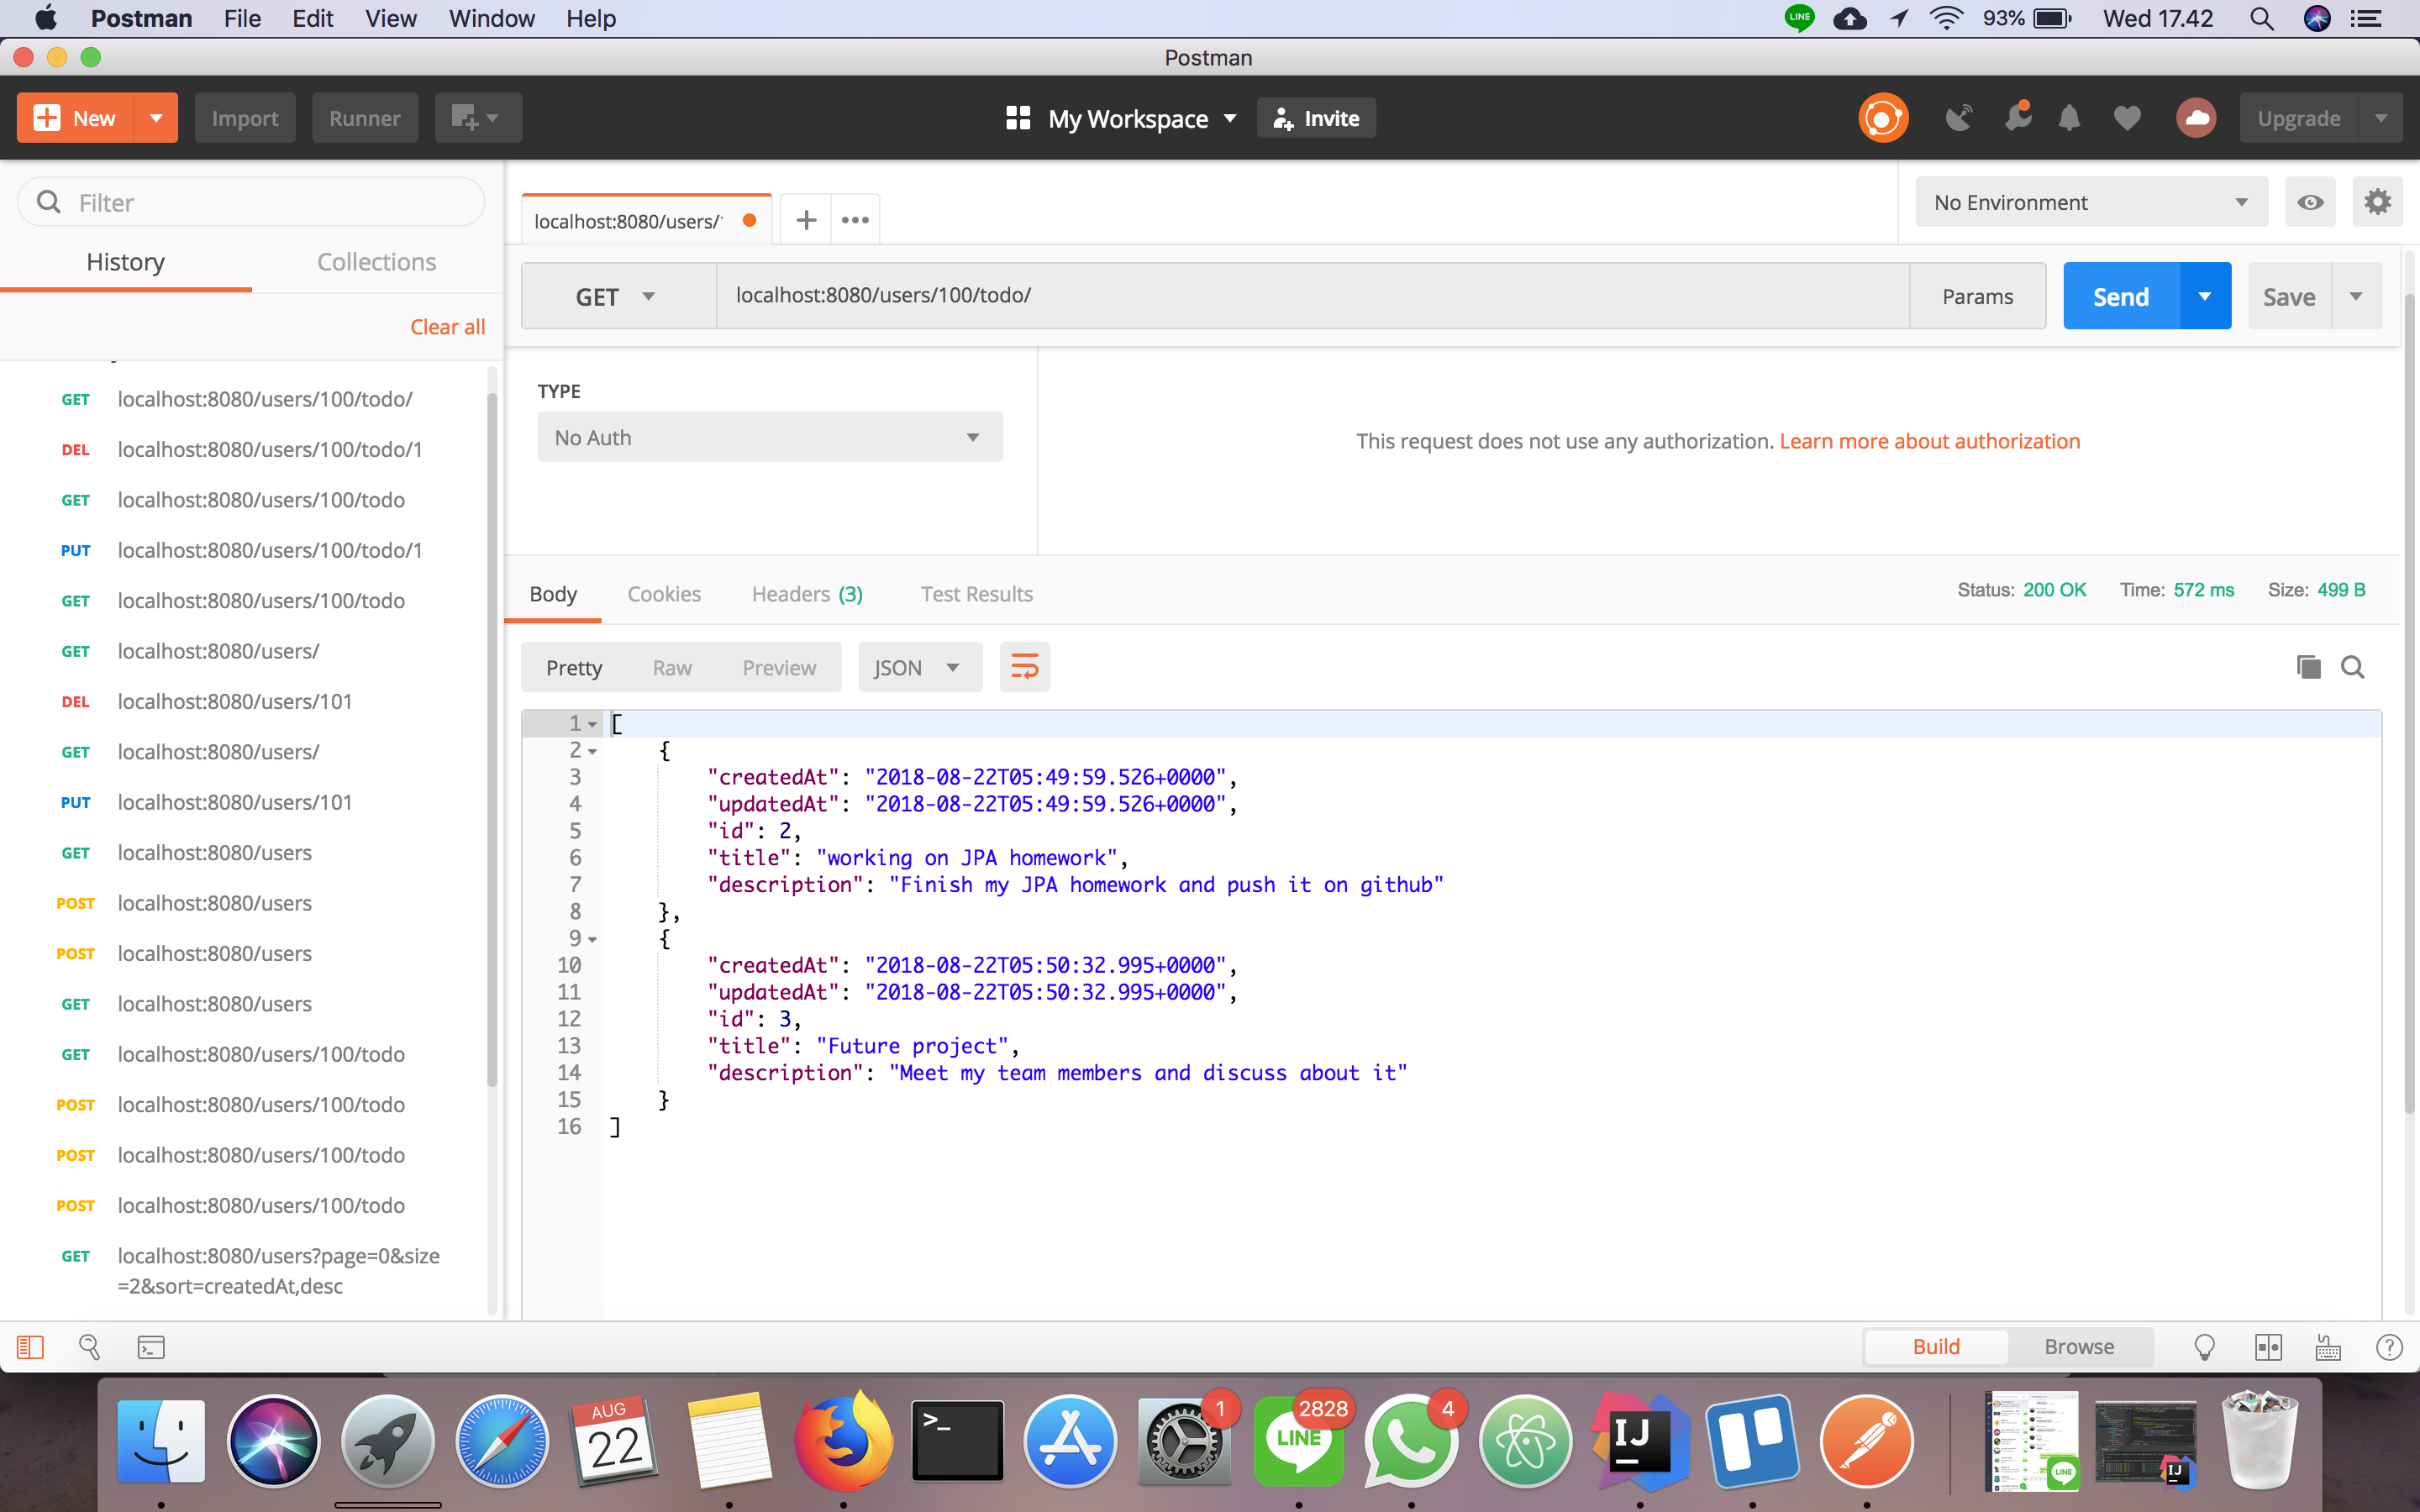 Postman File Edit View Window Help
LINE 93% Wed 17.42
Postman
New Import Runner My Workspace Invite Upgrade
Filter
History Collections
Clear all
GET localhost:8080/users/100/todo/
DEL localhost:8080/users/100/todo/1
GET localhost:8080/users/100/todo
PUT localhost:8080/users/100/todo/1
GET localhost:8080/users/100/todo
GET localhost:8080/users/
DEL localhost:8080/users/101
GET localhost:8080/users/
PUT localhost:8080/users/101
GET localhost:8080/users
POST localhost:8080/users
POST localhost:8080/users
GET localhost:8080/users
GET localhost:8080/users/100/todo
POST localhost:8080/users/100/todo
POST localhost:8080/users/100/todo
POST localhost:8080/users/100/todo
GET localhost:8080/users?page=0&size
=2&sort=createdAt,desc
localhost:8080/users/
No Environment
GET localhost:8080/users/100/todo/ Params Send Save
TYPE
No Auth
This request does not use any authorization. Learn more about authorization
Body Cookies Headers (3) Test Results Status: 200 OK Time: 572 ms Size: 499 B
Pretty Raw Preview JSON
1 [
2 {
3 "createdAt": "2018-08-22T05:49:59.526+0000",
4 "updatedAt": "2018-08-22T05:49:59.526+0000",
5 "id": 2,
6 "title": "working on JPA homework",
7 "description": "Finish my JPA homework and push it on github"
8 },
9 {
10 "createdAt": "2018-08-22T05:50:32.995+0000",
11 "updatedAt": "2018-08-22T05:50:32.995+0000",
12 "id": 3,
13 "title": "Future project",
14 "description": "Meet my team members and discuss about it"
15 }
16 ]
Build Browse
AUG
22
>_
1
2828
LINE
4
IJ
LINE
IJ